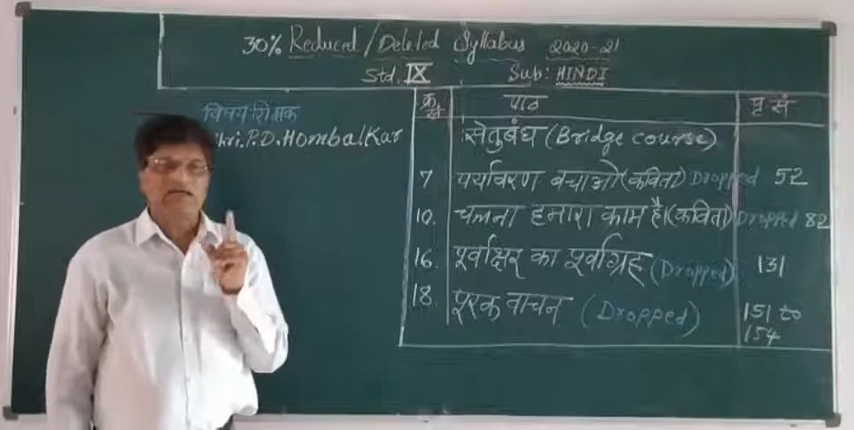 30% Reduced/Deleted Syllabus 2020-21
Std. IX Sub: HINDI
विषय शिक्षक
Shri. P.D. Hombalkar
क्र.सं पाठ पृ.सं
सेतुबंध (Bridge course)
7 पर्यावरण बचाओ (कविता) Dropped 52
10. चलना हमारा काम है। (कविता) Dropped 82
16. पूर्वाक्षर का पूर्वाग्रह (Dropped) 131
18. पूरक वाचन (Dropped) 151 to
154